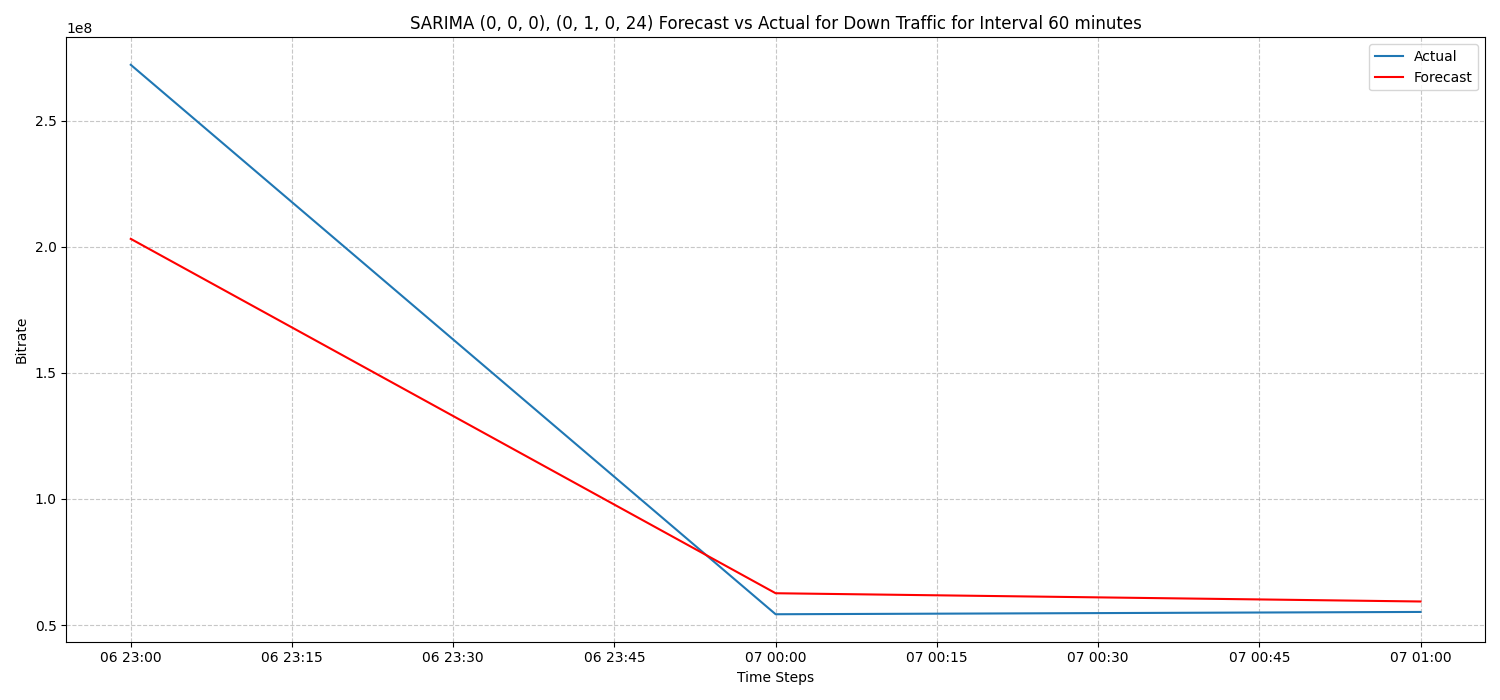 SARIMA (0, 0, 0), (0, 1, 0, 24) Forecast vs Actual for Down Traffic for Interval 60 minutes
1e8
Actual
Forecast
2.5
2.0
1.5
1.0
0.5
Bitrate
06 23:00 06 23:15 06 23:30 06 23:45 07 00:00 07 00:15 07 00:30 07 00:45 07 01:00
Time Steps